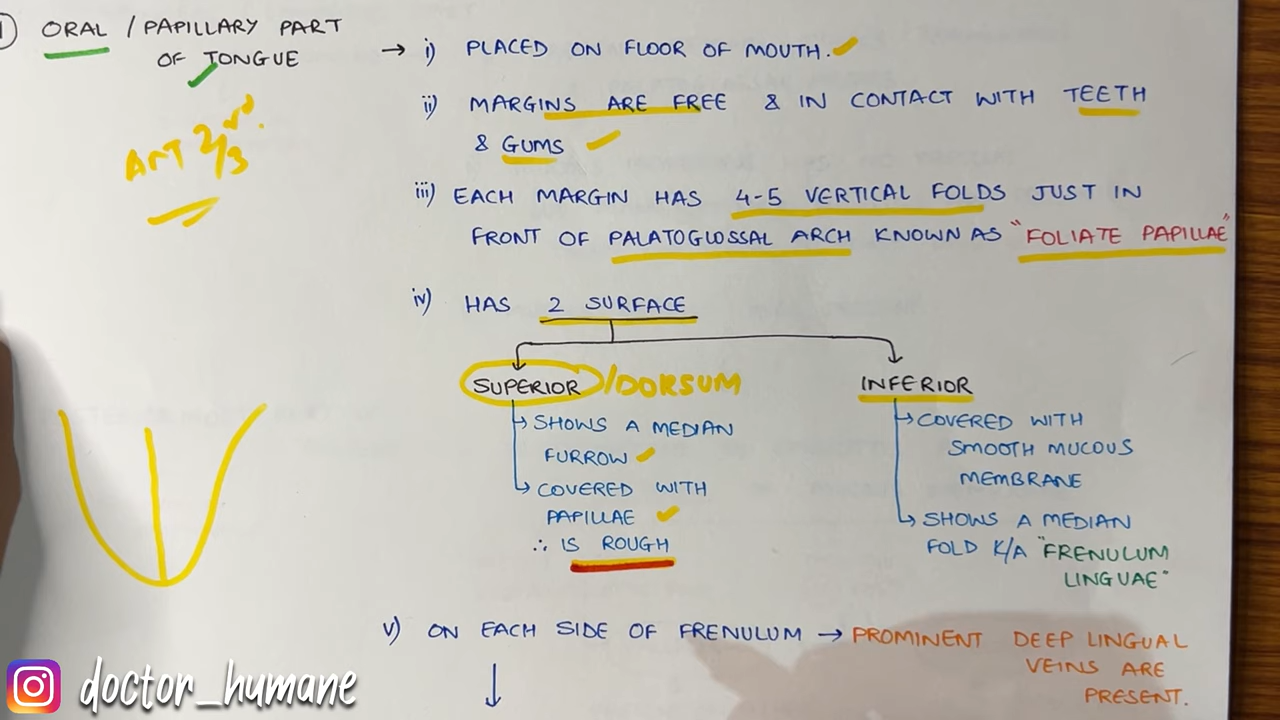 1) ORAL / PAPILLARY PART
OF TONGUE
ANT 2/3rd.
→ i) PLACED ON FLOOR OF MOUTH.
ii) MARGINS ARE FREE & IN CONTACT WITH TEETH
& GUMS
iii) EACH MARGIN HAS 4-5 VERTICAL FOLDS JUST IN
FRONT OF PALATOGLOSSAL ARCH KNOWN AS "FOLIATE PAPILLAE"
iv) HAS 2 SURFACE
SUPERIOR /DORSUM
SHOWS A MEDIAN
FURROW
COVERED WITH
PAPILLAE
∴ IS ROUGH
INFERIOR
COVERED WITH
SMOOTH MUCOUS
MEMBRANE
SHOWS A MEDIAN
FOLD K/A "FRENULUM
LINGUAE"
v) ON EACH SIDE OF FRENULUM → PROMINENT DEEP LINGUAL
VEINS ARE
PRESENT.
doctor_humane